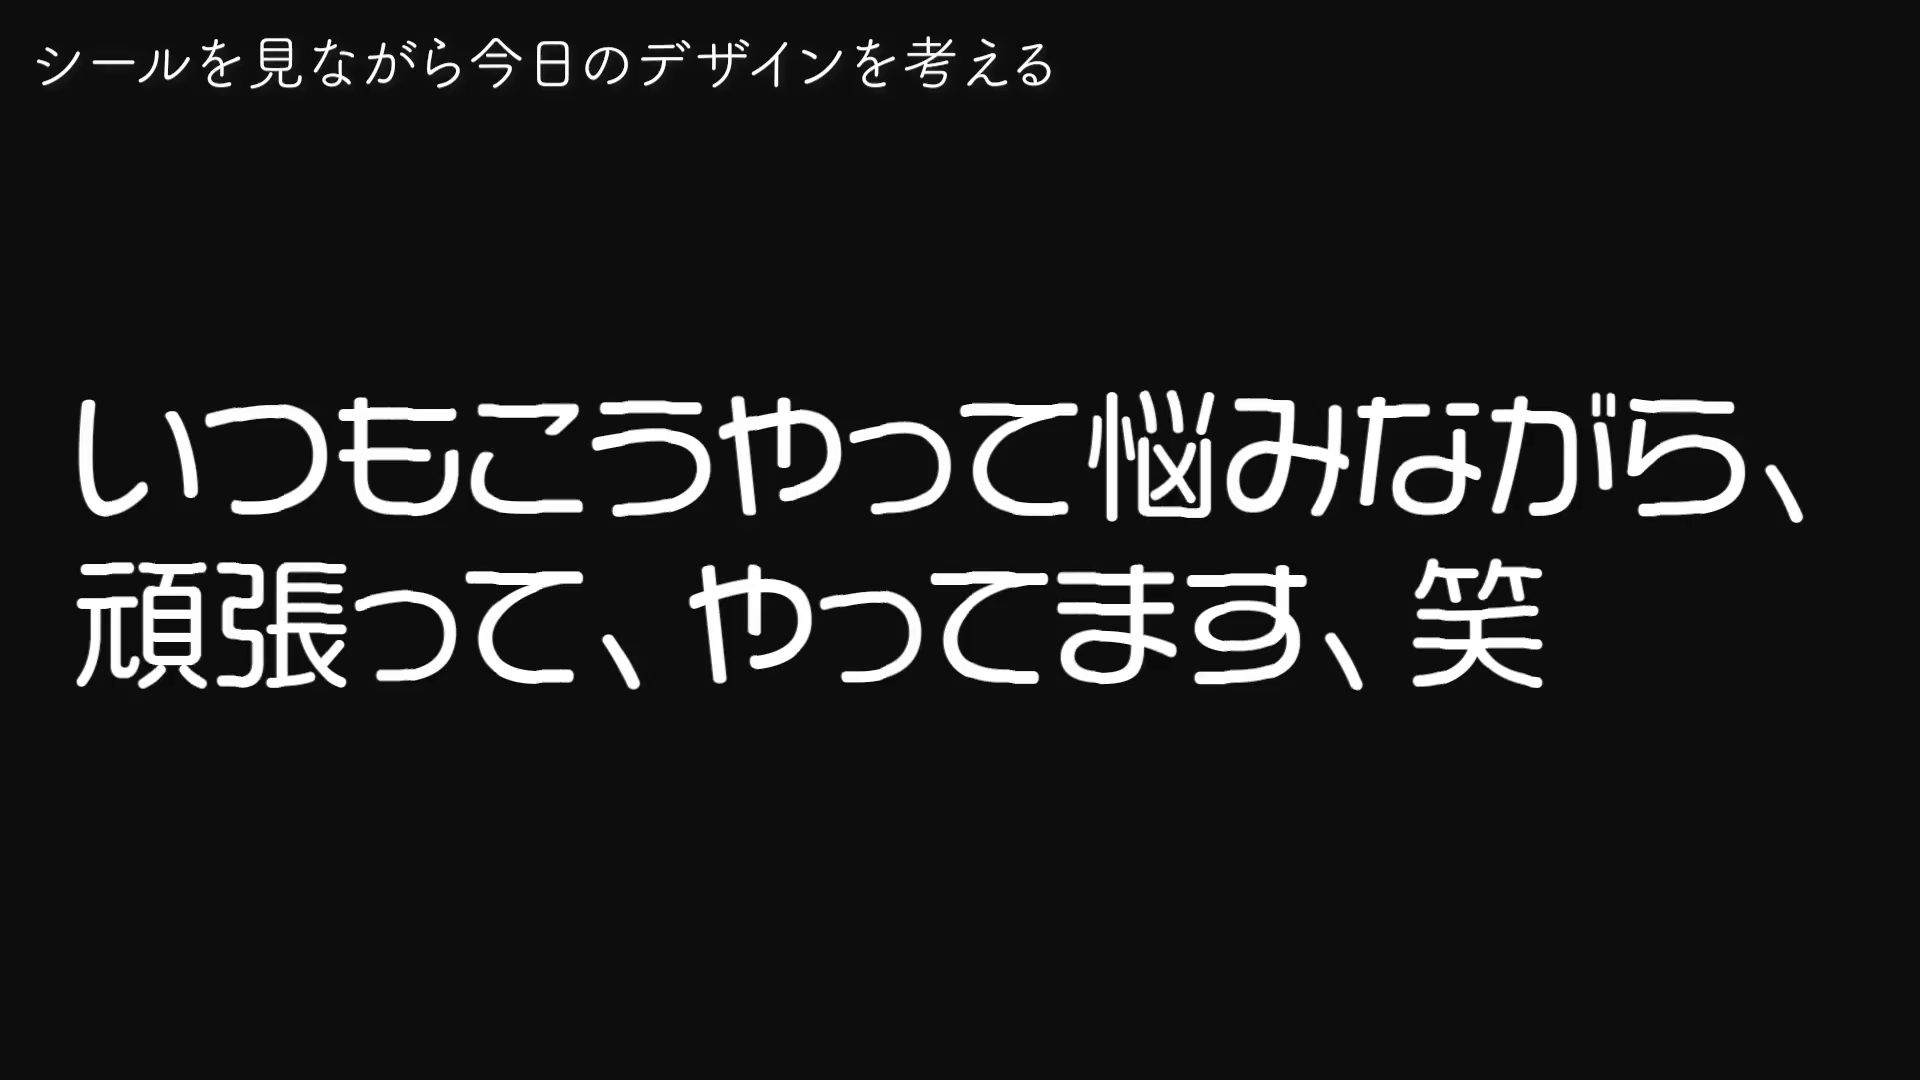 シールを見ながら今日のデザインを考える
いつもこうやって悩みながら、
頑張って、やってます、笑